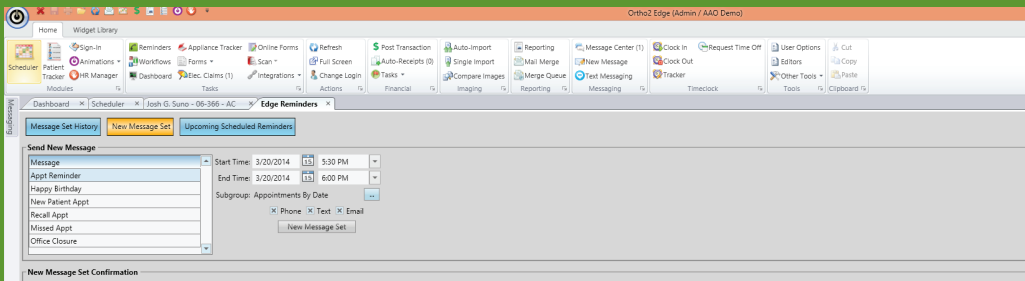 Ortho2 Edge (Admin / AAO Demo)
Home Widget Library
Sign-In Reminders Appliance Tracker Online Forms Refresh $ Post Transaction Auto-Import Reporting Message Center (1) Clock In Request Time Off User Options Cut
Scheduler Patient Tracker Animations Workflows Forms Scan Full Screen Auto-Receipts (0) Single Import Mail Merge New Message Clock Out Editors Copy
HR Manager Dashboard Elec. Claims (1) Integrations Change Login Tasks Compare Images Merge Queue Text Messaging Tracker Other Tools Paste
Modules Tasks Actions Financial Imaging Reporting Messaging Timeclock Tools Clipboard
Messaging
Dashboard × Scheduler × Josh G. Suno - 06-366 - AC × Edge Reminders ×
Message Set History New Message Set Upcoming Scheduled Reminders
Send New Message
Message Start Time: 3/20/2014 15 5:30 PM
Appt Reminder End Time: 3/20/2014 15 6:00 PM
Happy Birthday Subgroup: Appointments By Date ...
New Patient Appt
Recall Appt × Phone × Text × Email
Missed Appt New Message Set
Office Closure
New Message Set Confirmation